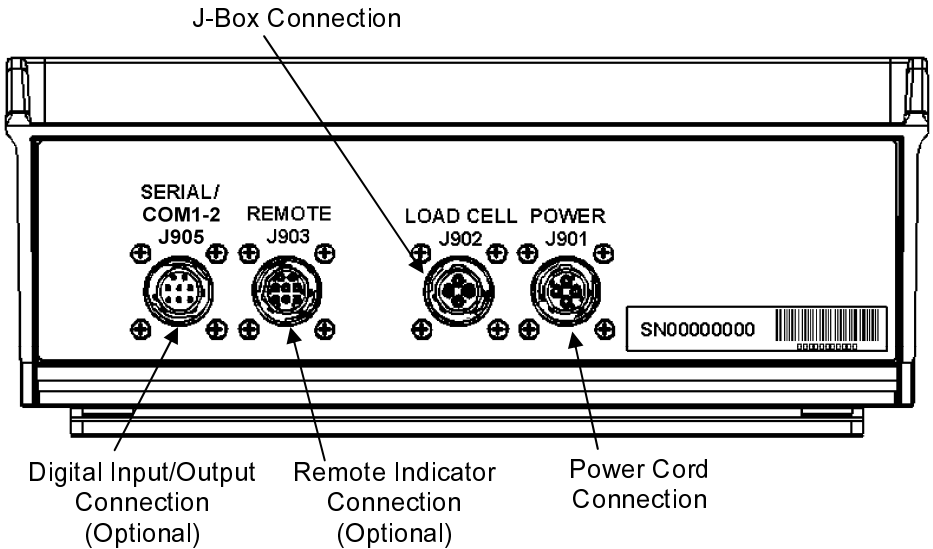 J-Box Connection
SERIAL/
COM1-2
J905
REMOTE
J903
LOAD CELL
J902
POWER
J901
SN00000000
0000000000
Digital Input/Output
Connection
(Optional)
Remote Indicator
Connection
(Optional)
Power Cord
Connection